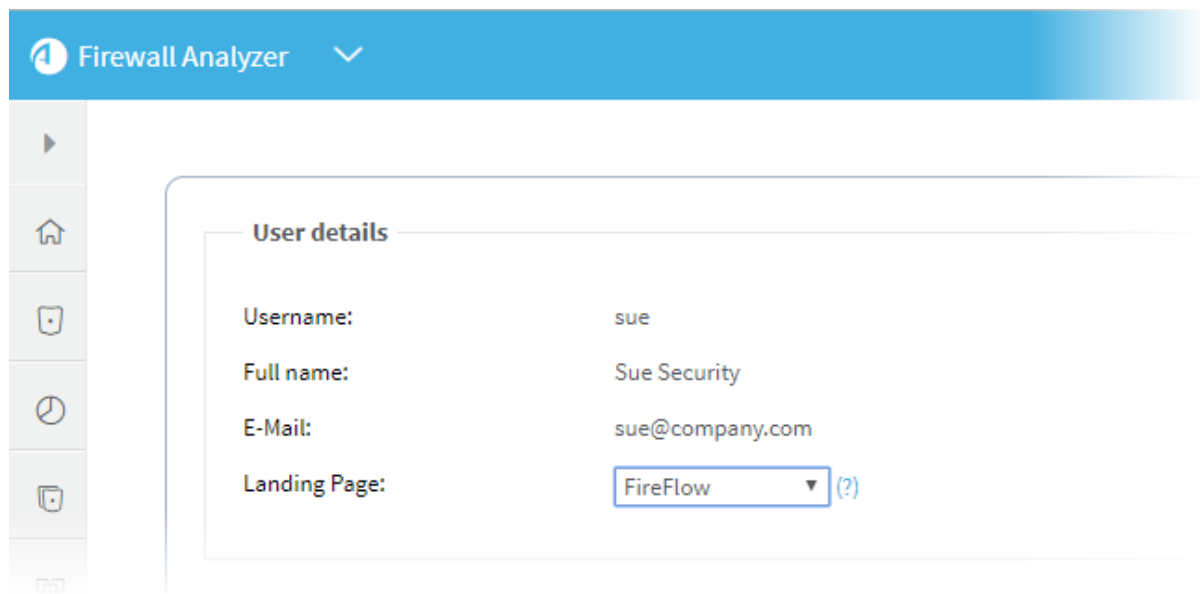 Firewall Analyzer
User details
Username: sue
Full name: Sue Security
E-Mail: sue@company.com
Landing Page: FireFlow (?)